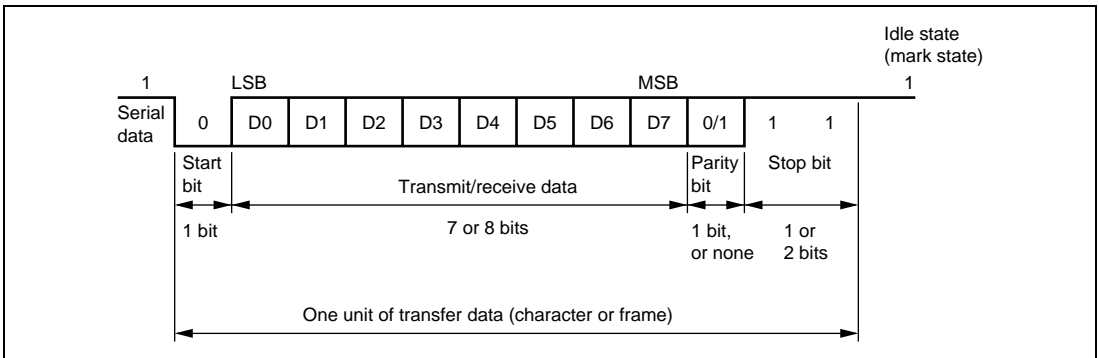 Idle state
(mark state)
1 LSB MSB 1
Serial
data
0 D0 D1 D2 D3 D4 D5 D6 D7 0/1 1 1
Start
bit
Transmit/receive data
Parity
bit
Stop bit
1 bit
7 or 8 bits
1 bit,
or none
1 or
2 bits
One unit of transfer data (character or frame)